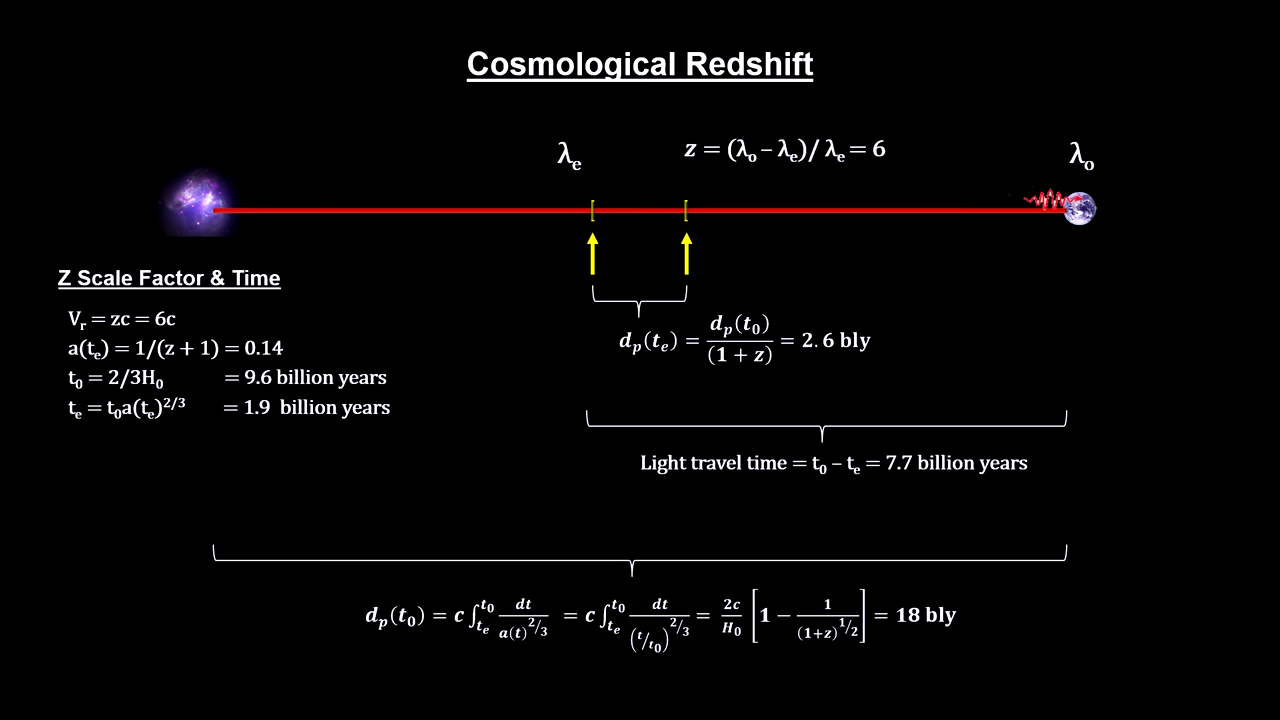 Cosmological Redshift
λe
z = (λo – λe)/ λe = 6
λo
Z Scale Factor & Time
Vr = zc = 6c
a(te) = 1/(z + 1) = 0.14
t0 = 2/3H0 = 9.6 billion years
te = t0a(te)^2/3 = 1.9 billion years
dp(te) = dp(t0)/(1 + z) = 2.6 bly
Light travel time = t0 – te = 7.7 billion years
dp(t0) = c ∫te^t0 dt/a(t)^2/3 = c ∫te^t0 dt/(t/t0)^2/3 = 2c/H0 [1 − 1/(1+z)^1/2] = 18 bly